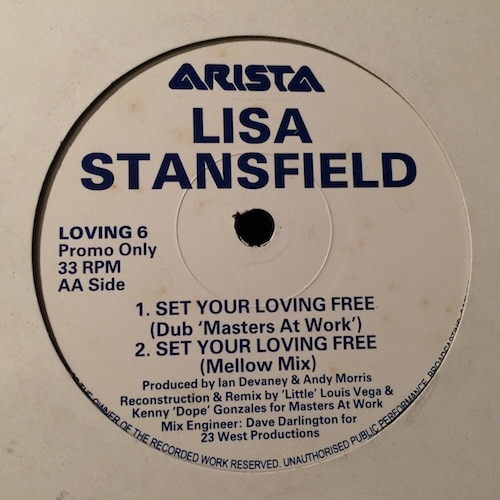 ARISTA
LISA
STANSFIELD
LOVING 6
Promo Only
33 RPM
AA Side
1. SET YOUR LOVING FREE
(Dub 'Masters At Work')
2. SET YOUR LOVING FREE
(Mellow Mix)
Produced by Ian Devaney & Andy Morris
Reconstruction & Remix by 'Little' Louis Vega &
Kenny 'Dope' Gonzales for Masters At Work
Mix Engineer: Dave Darlington for
23 West Productions
THE OWNER OF THE RECORDED WORK RESERVED. UNAUTHORISED PUBLIC PERFORMANCE, BROADCASTING